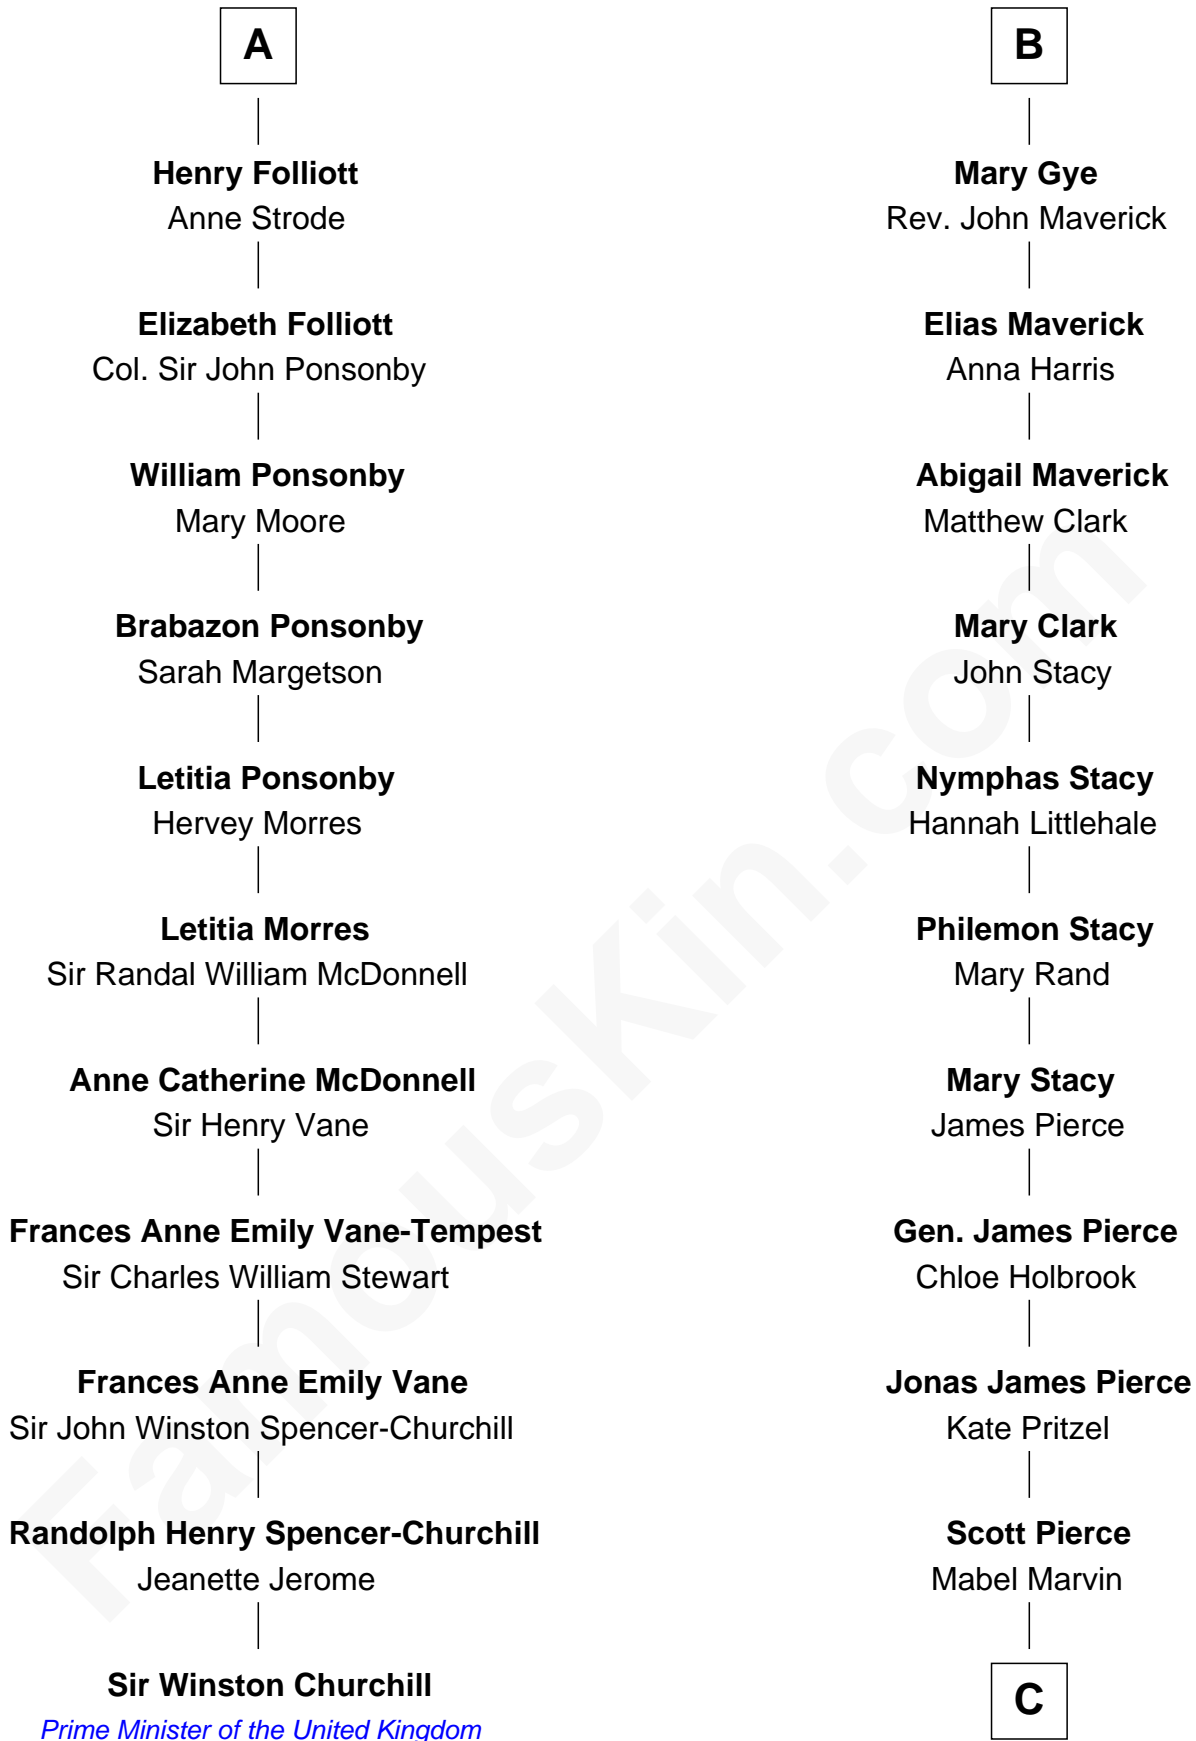 A
Henry Folliott
Anne Strode
Elizabeth Folliott
Col. Sir John Ponsonby
William Ponsonby
Mary Moore
Brabazon Ponsonby
Sarah Margetson
Letitia Ponsonby
Hervey Morres
Letitia Morres
Sir Randal William McDonnell
Anne Catherine McDonnell
Sir Henry Vane
Frances Anne Emily Vane-Tempest
Sir Charles William Stewart
Frances Anne Emily Vane
Sir John Winston Spencer-Churchill
Randolph Henry Spencer-Churchill
Jeanette Jerome
Sir Winston Churchill
Prime Minister of the United Kingdom
B
Mary Gye
Rev. John Maverick
Elias Maverick
Anna Harris
Abigail Maverick
Matthew Clark
Mary Clark
John Stacy
Nymphas Stacy
Hannah Littlehale
Philemon Stacy
Mary Rand
Mary Stacy
James Pierce
Gen. James Pierce
Chloe Holbrook
Jonas James Pierce
Kate Pritzel
Scott Pierce
Mabel Marvin
C
FamousKin.com